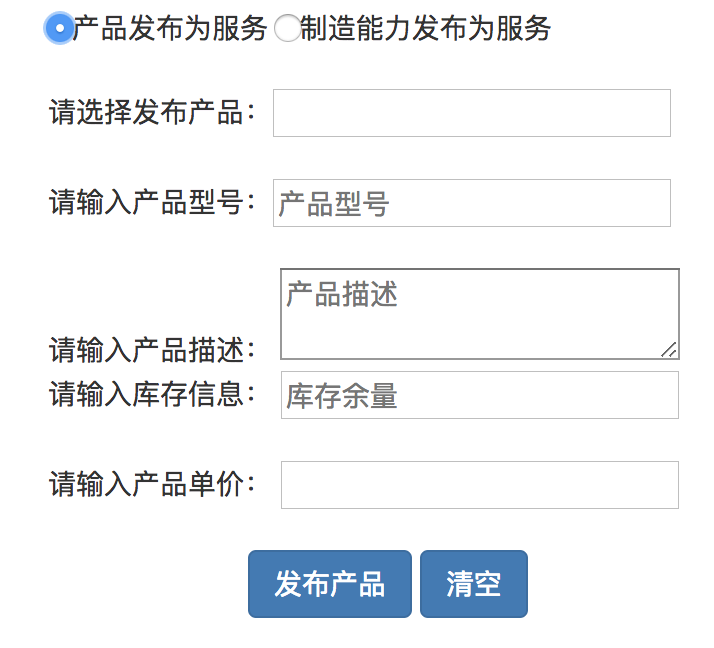 产品发布为服务 制造能力发布为服务
请选择发布产品：
请输入产品型号： 产品型号
产品描述
请输入产品描述：
请输入库存信息： 库存余量
请输入产品单价：
发布产品 清空